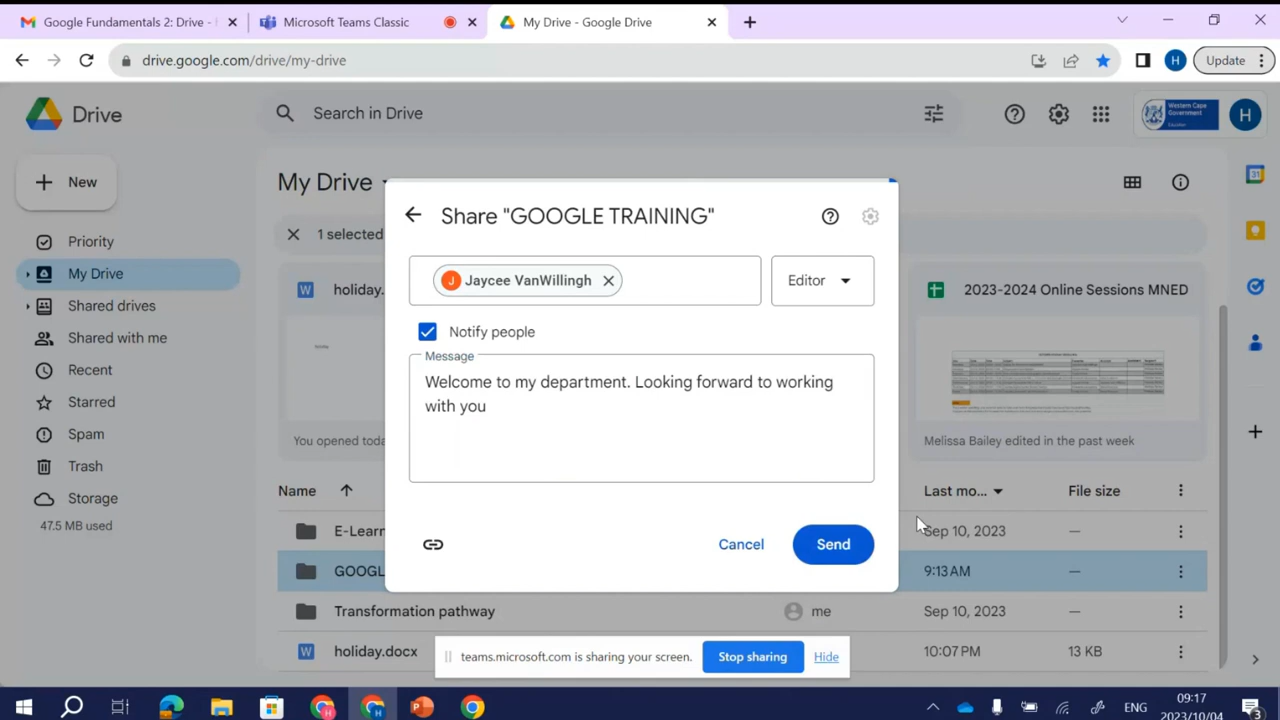 Google Fundamentals 2: Drive -
Microsoft Teams Classic
My Drive - Google Drive
drive.google.com/drive/my-drive
H
Update
Drive
Search in Drive
Western Cape
Government
Education
H
New
My Drive
1 selected
Priority
My Drive
Shared drives
Shared with me
Recent
Starred
Spam
Trash
Storage
47.5 MB used
Share "GOOGLE TRAINING"
J Jaycee VanWillingh
Editor
Notify people
Message
Welcome to my department. Looking forward to working
with you
Cancel
Send
W holiday.
2023-2024 Online Sessions MNED
You opened toda
Melissa Bailey edited in the past week
Name
Last mo...
File size
E-Learn
Sep 10, 2023
—
GOOGL
9:13 AM
—
Transformation pathway
me
Sep 10, 2023
—
W holiday.docx
10:07 PM
13 KB
teams.microsoft.com is sharing your screen.
Stop sharing
Hide
31
ENG
09:17
2023/10/04
3